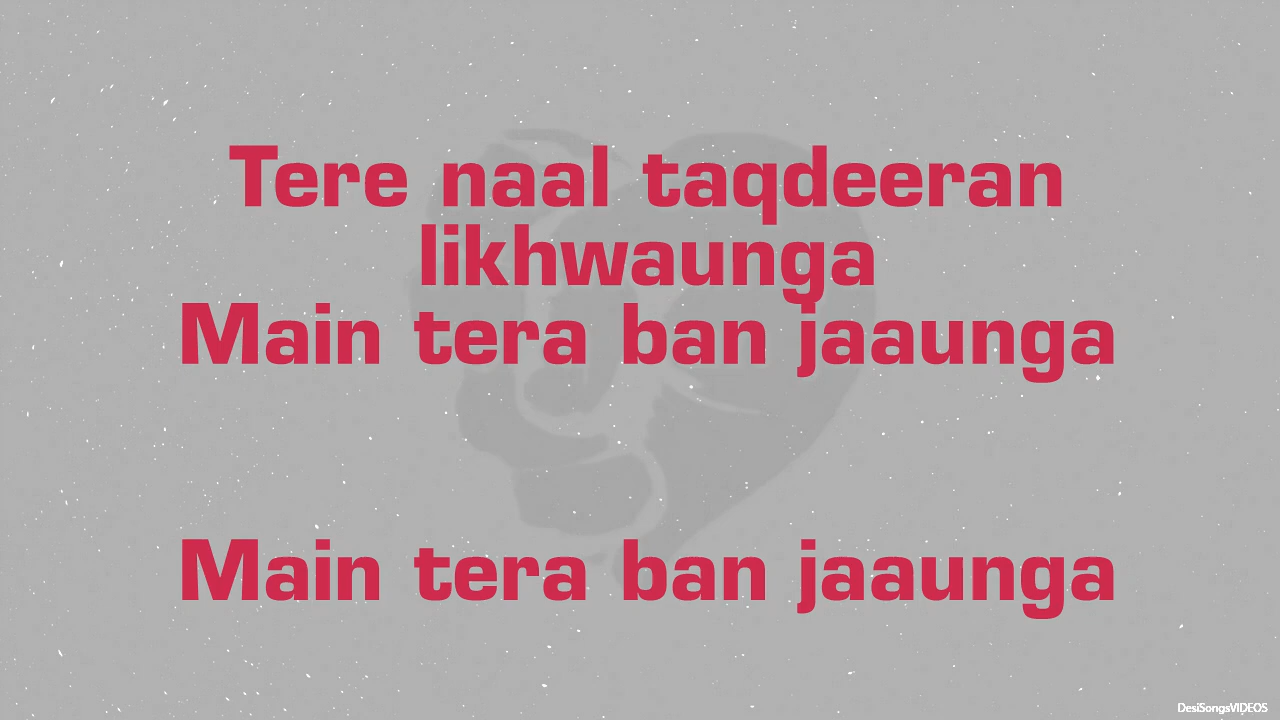 Tere naal taqdeeran
likhwaunga
Main tera ban jaaunga
Main tera ban jaaunga
DesiSongsVIDEOS